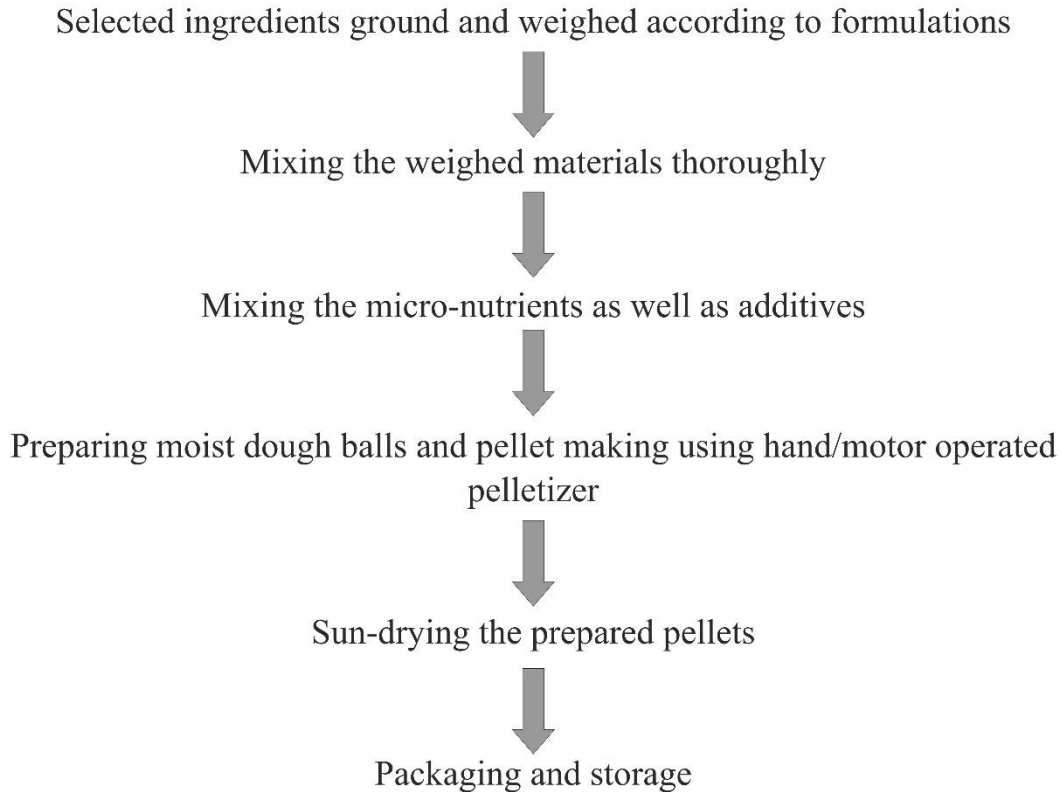 Selected ingredients ground and weighed according to formulations
Mixing the weighed materials thoroughly
Mixing the micro-nutrients as well as additives
Preparing moist dough balls and pellet making using hand/motor operated
pelletizer
Sun-drying the prepared pellets
Packaging and storage